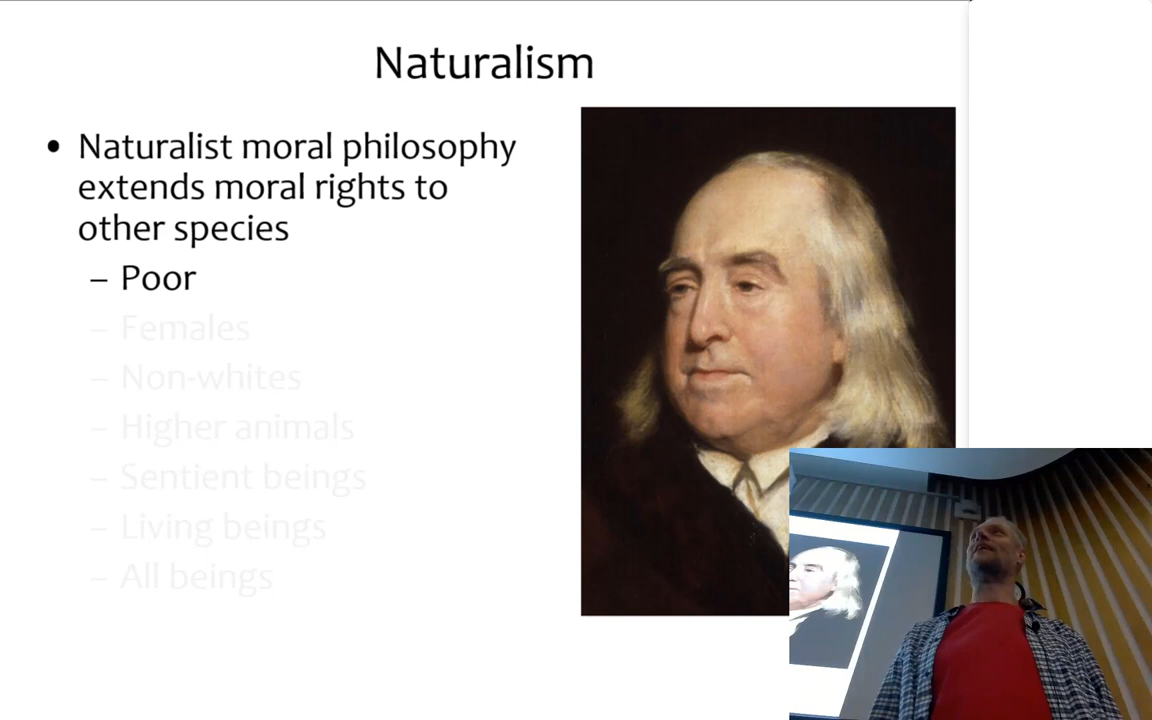 Naturalism
• Naturalist moral philosophy
extends moral rights to
other species
– Poor
– Females
– Non-whites
– Higher animals
– Sentient beings
– Living beings
– All beings